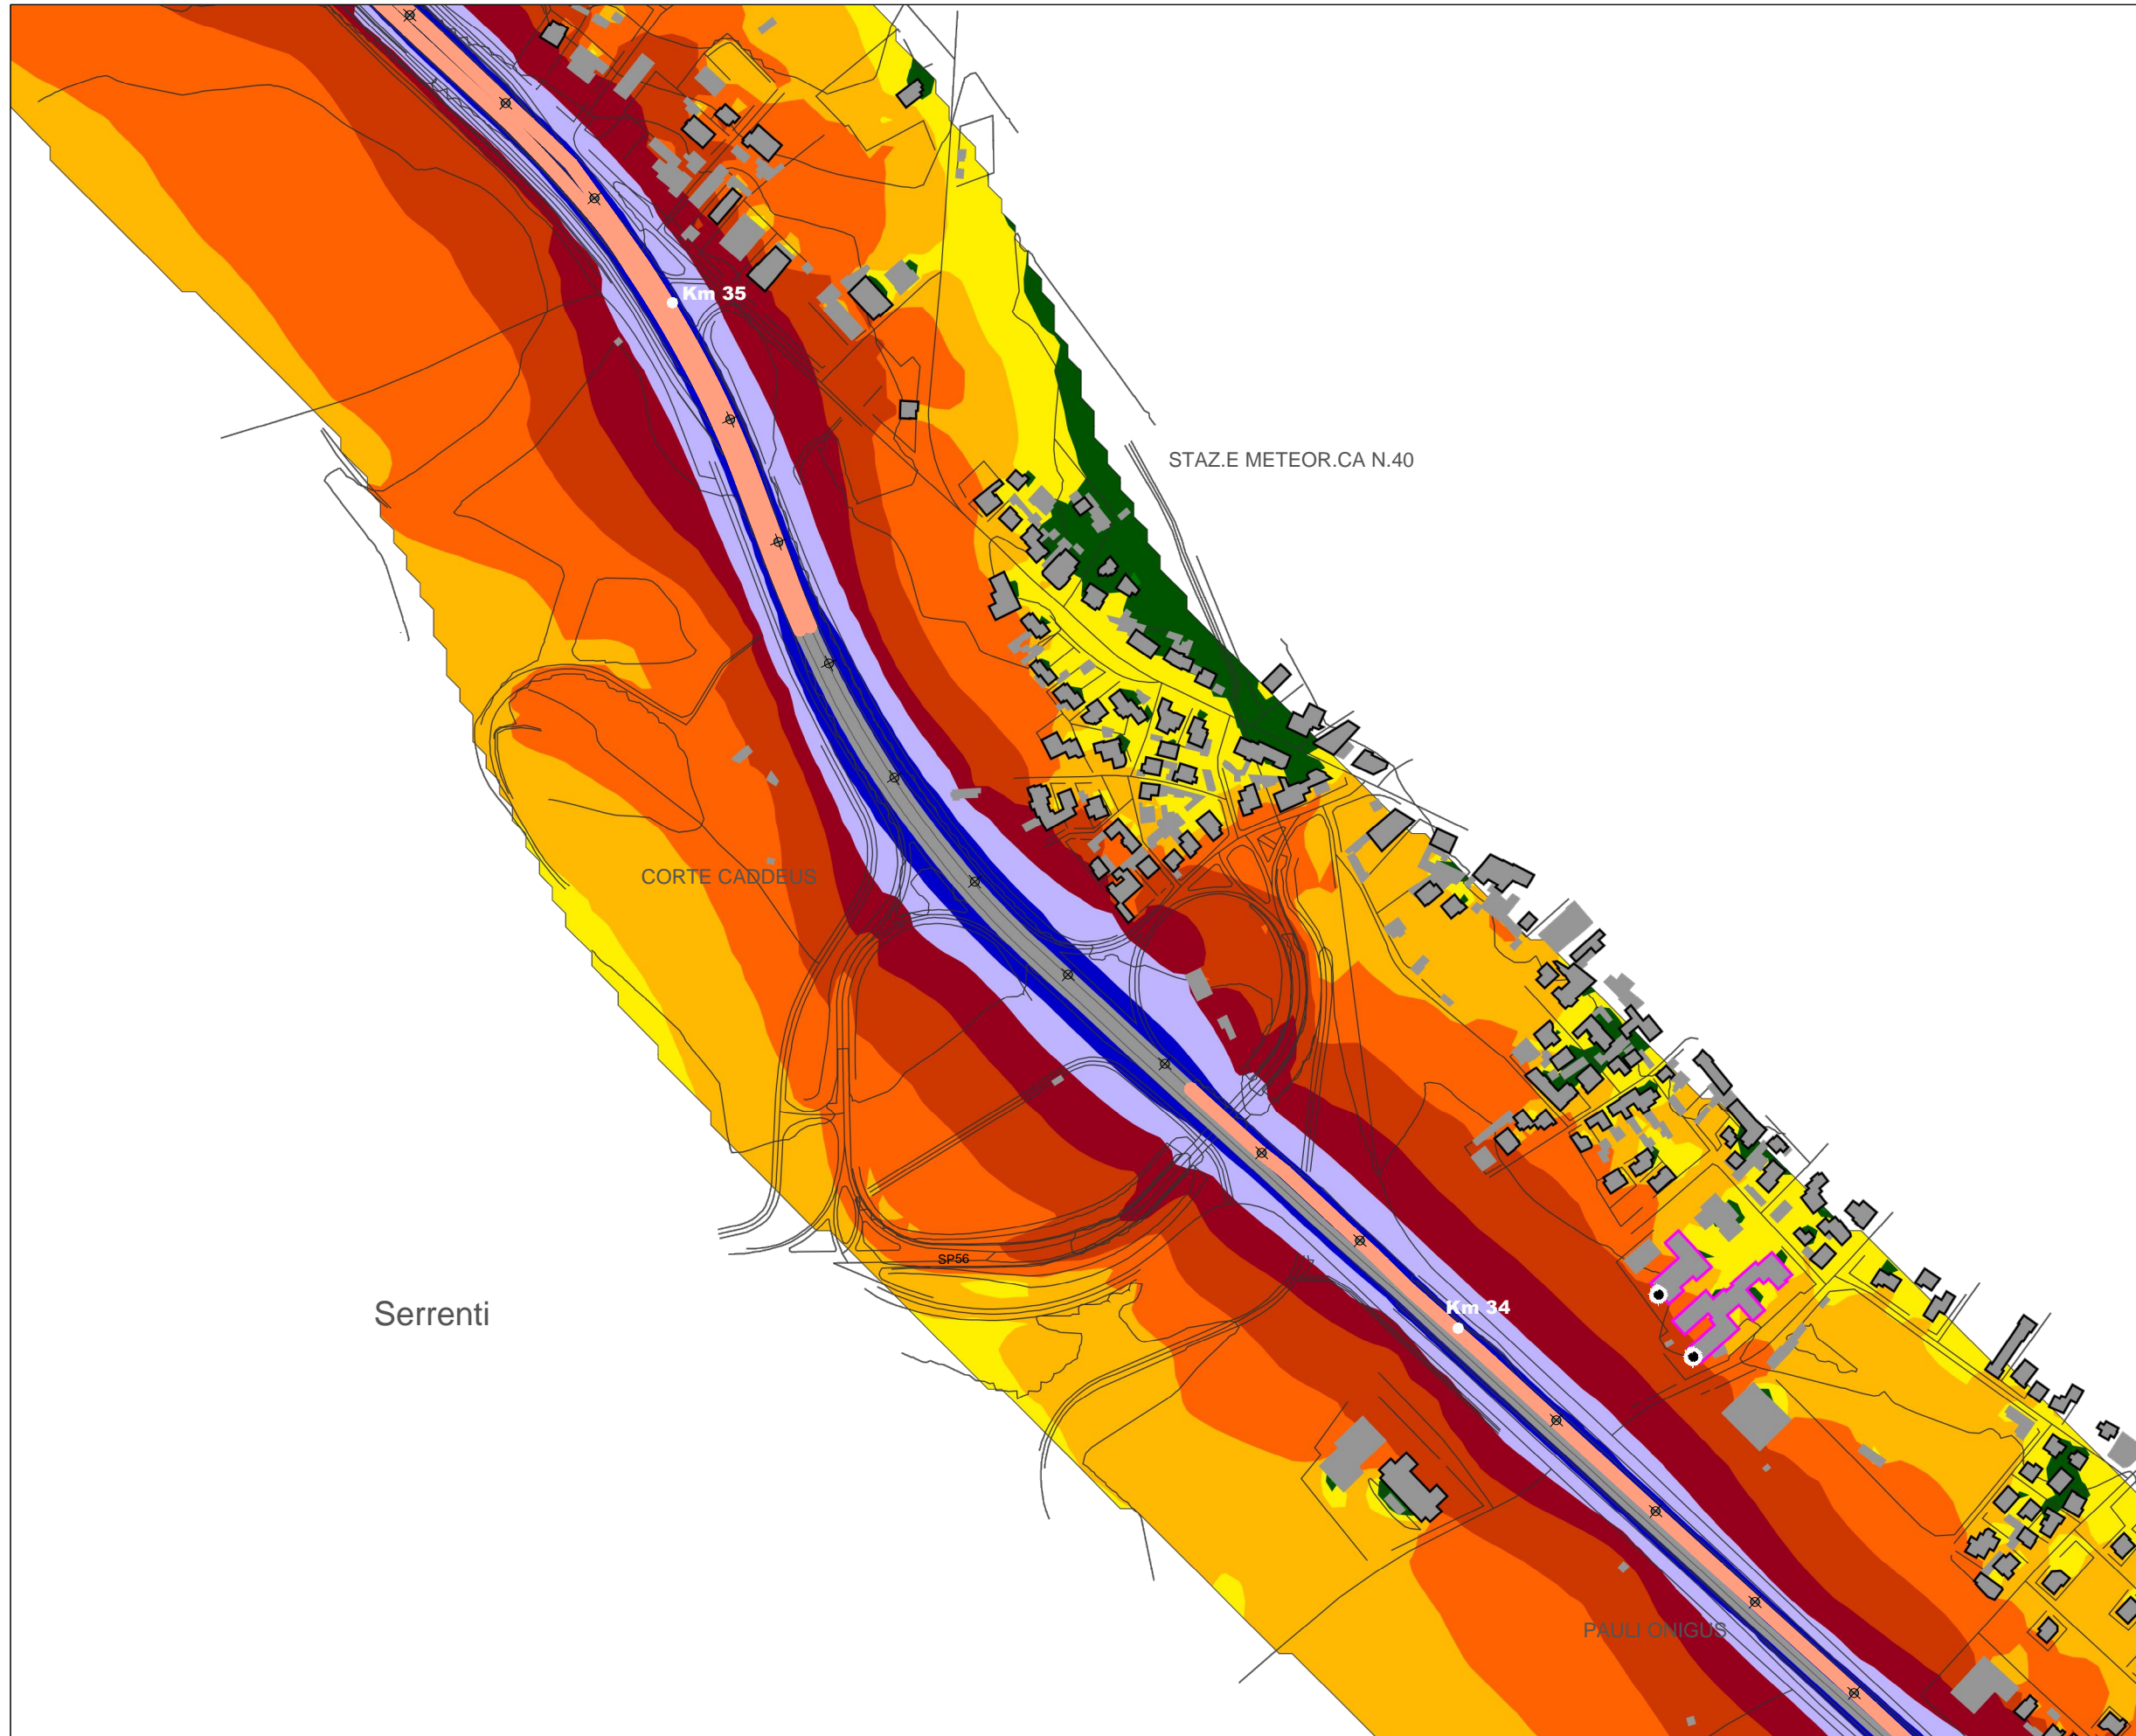 Km 35
STAZ.E METEOR.CA N.40
CORTE CADDEUS
SP56
Serrenti
Km 34
PAULI ONIGUS